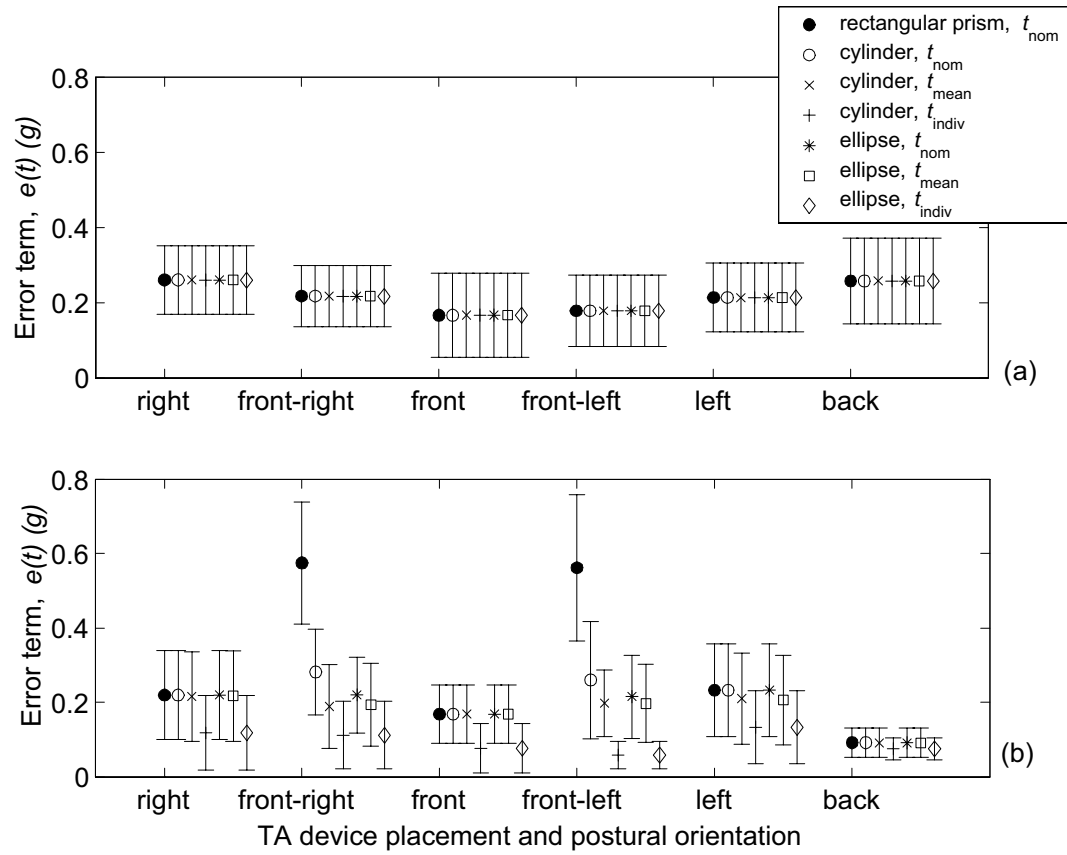 rectangular prism, t_nom
cylinder, t_nom
cylinder, t_mean
cylinder, t_indiv
ellipse, t_nom
ellipse, t_mean
ellipse, t_indiv
Error term, e(t) (g)
0.8
0.6
0.4
0.2
0
right front-right front front-left left back
(a)
Error term, e(t) (g)
0.8
0.6
0.4
0.2
0
right front-right front front-left left back
(b)
TA device placement and postural orientation